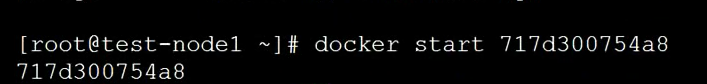 [root@test-node1 ~]# docker start 717d300754a8
717d300754a8